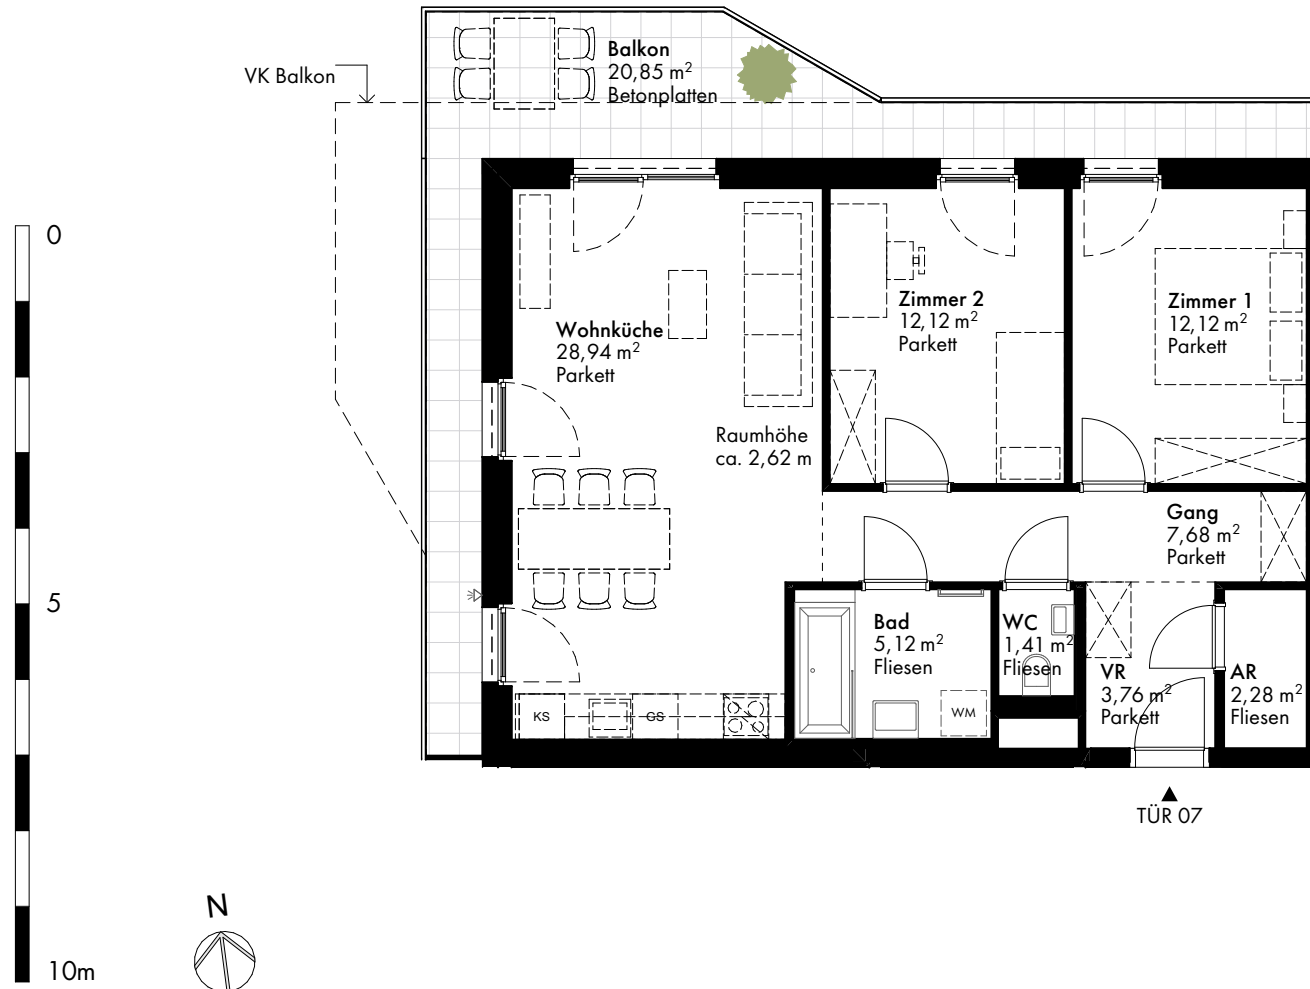 VK Balkon
Balkon
20,85 m²
Betonplatten
0
5
10m
Wohnküche
28,94 m²
Parkett
Raumhöhe
ca. 2,62 m
Zimmer 2
12,12 m²
Parkett
Zimmer 1
12,12 m²
Parkett
Gang
7,68 m²
Parkett
Bad
5,12 m²
Fliesen
WC
1,41 m²
Fliesen
VR
3,76 m²
Parkett
AR
2,28 m²
Fliesen
KS
GS
WM
TÜR 07
N